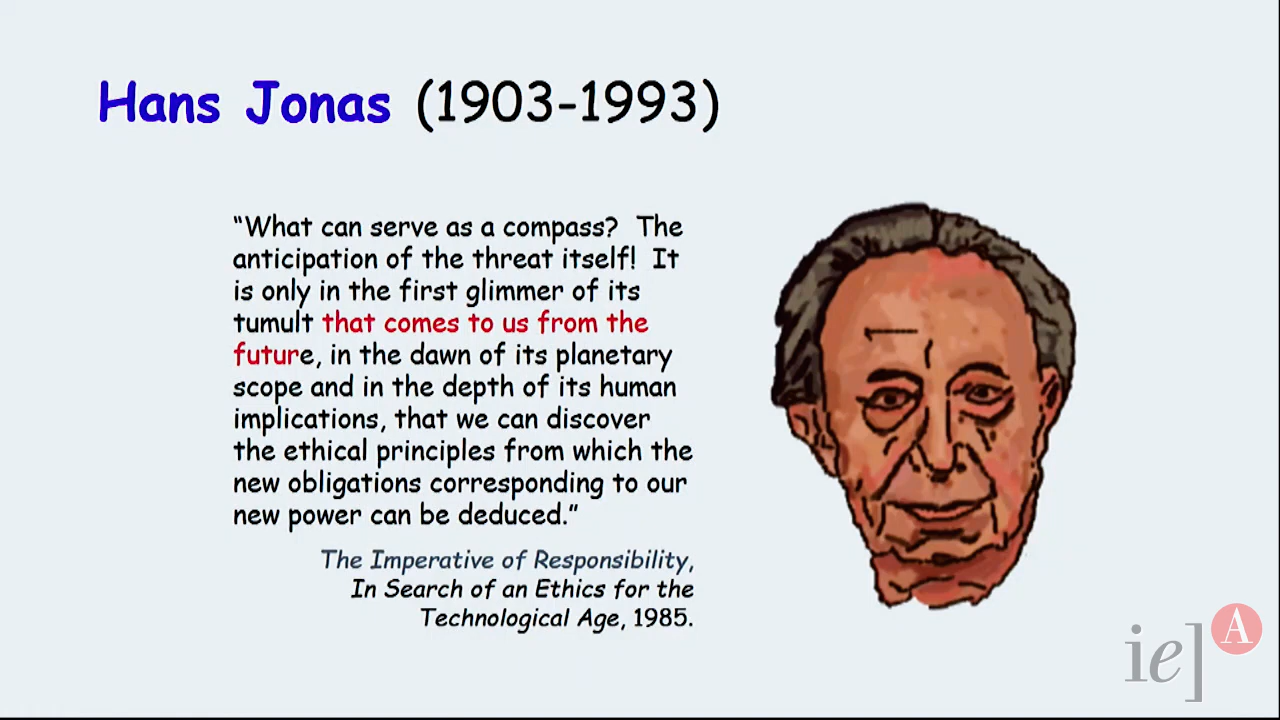 Hans Jonas (1903-1993)
“What can serve as a compass?  The
anticipation of the threat itself!  It
is only in the first glimmer of its
tumult that comes to us from the
future, in the dawn of its planetary
scope and in the depth of its human
implications, that we can discover
the ethical principles from which the
new obligations corresponding to our
new power can be deduced.”
The Imperative of Responsibility,
In Search of an Ethics for the
Technological Age, 1985.
ie] A